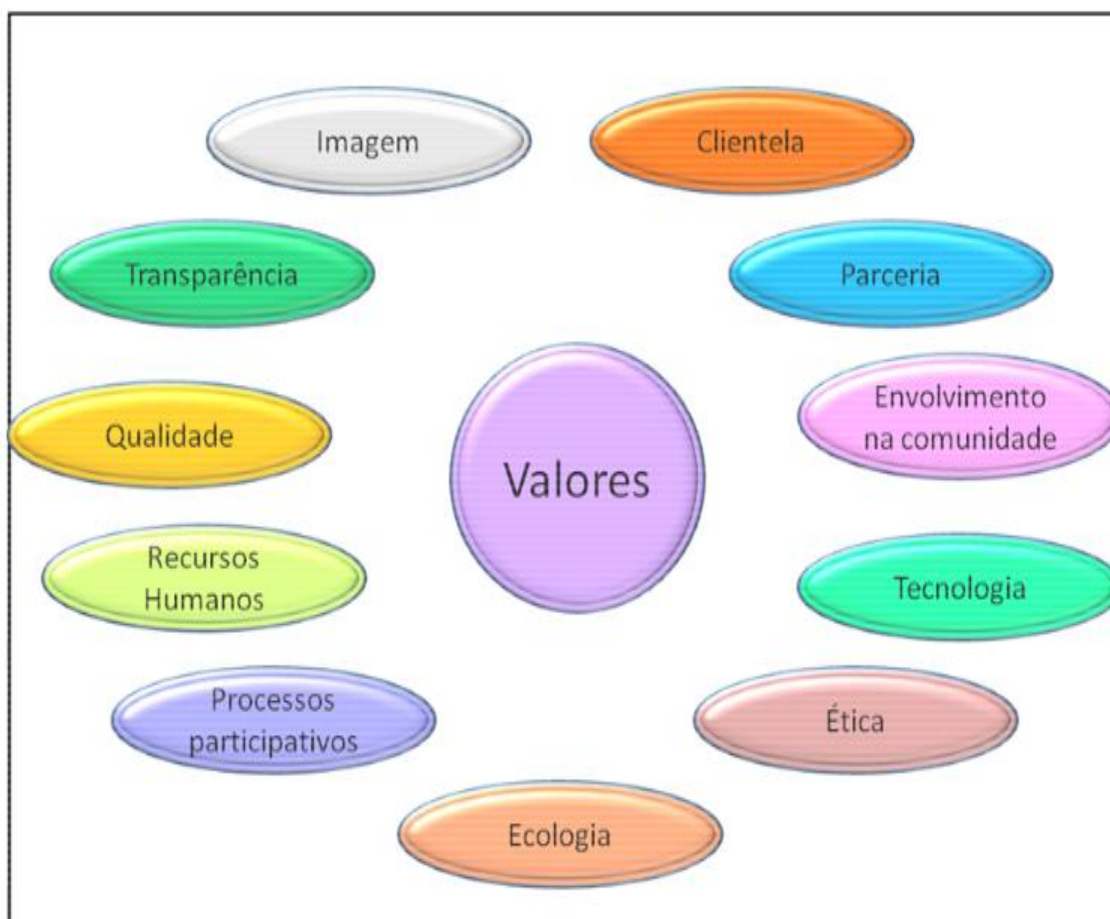 Imagem
Clientela
Transparência
Parceria
Envolvimento
na comunidade
Qualidade
Valores
Recursos
Humanos
Tecnologia
Processos
participativos
Ética
Ecologia